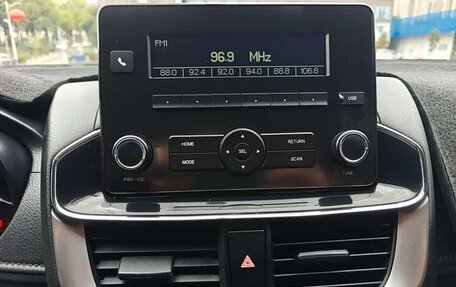 FM1
96.9 MHz
88.0 92.4 92.0 94.0 88.8 106.6
USB
HOME RETURN
SEL
MODE SCAN
PWR-VOL TUNE